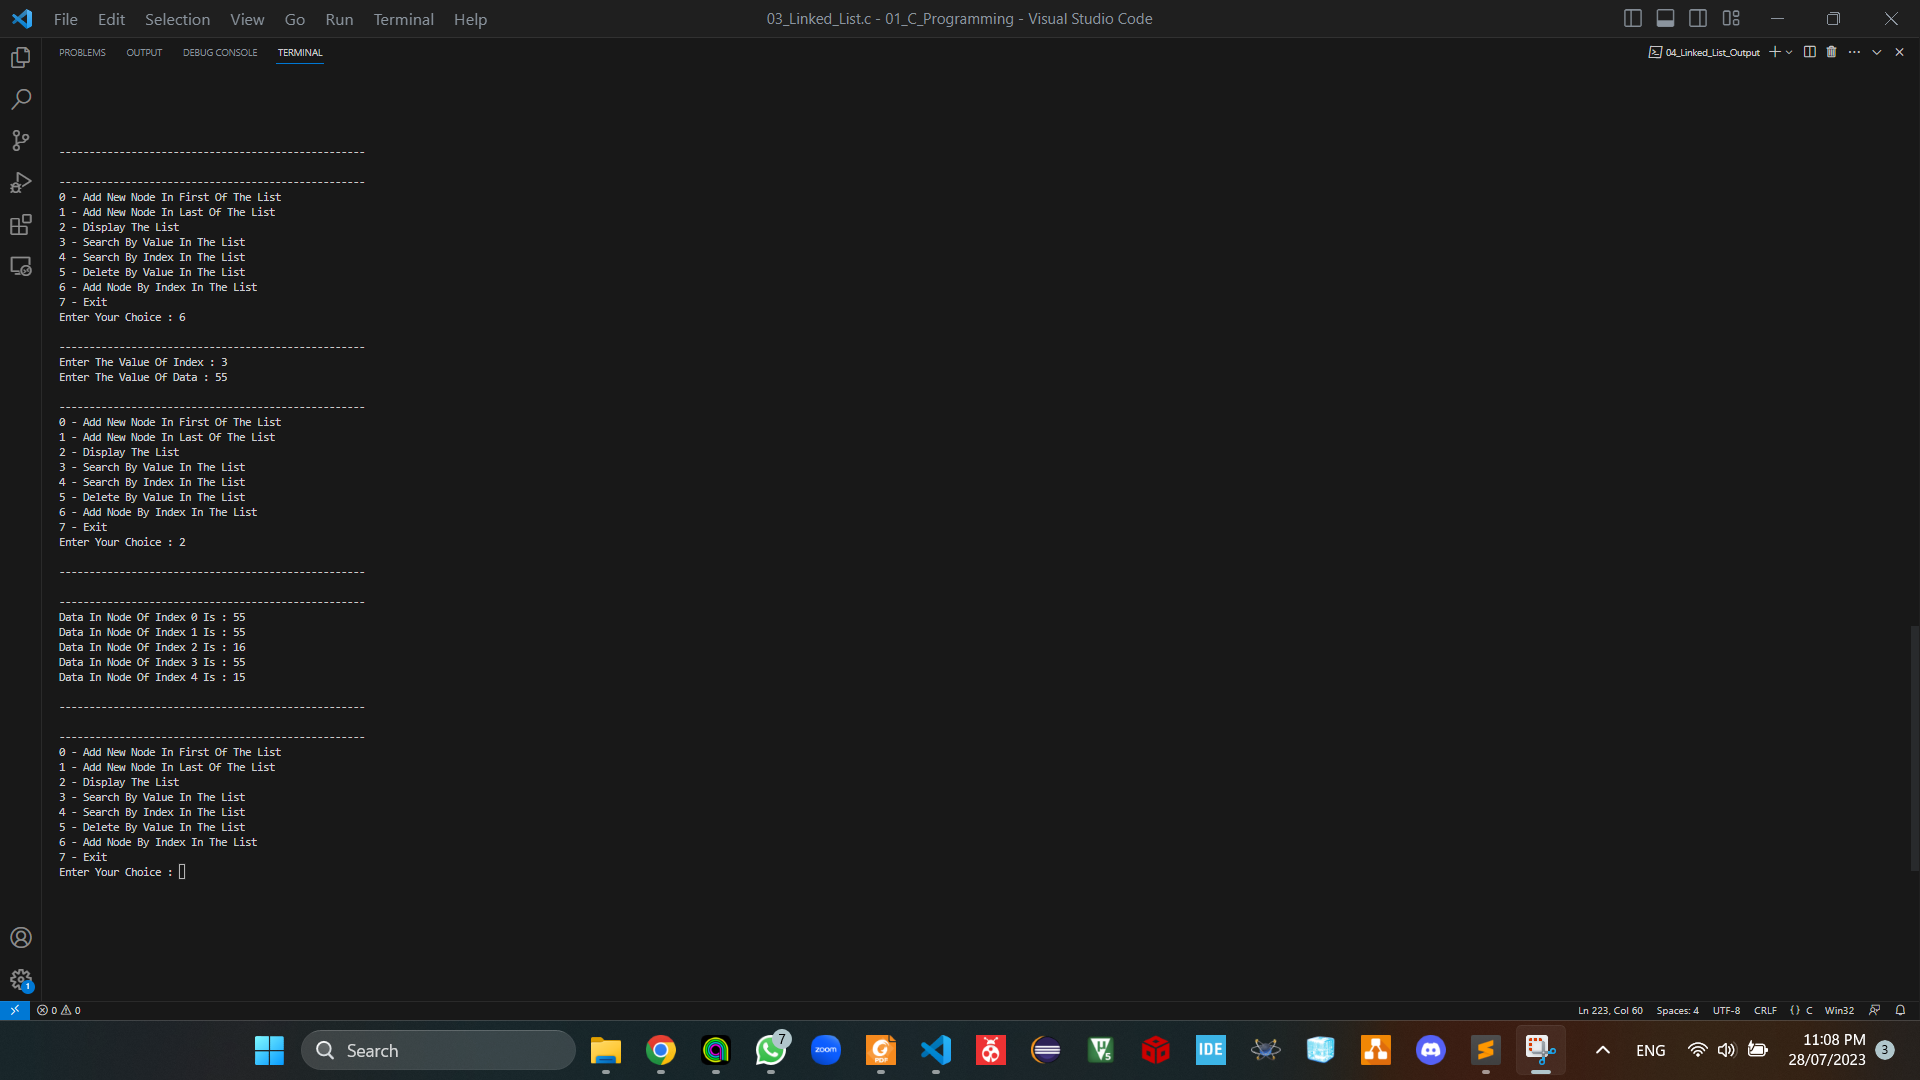 File Edit Selection View Go Run Terminal Help
03_Linked_List.c - 01_C_Programming - Visual Studio Code
PROBLEMS OUTPUT DEBUG CONSOLE TERMINAL
04_Linked_List_Output
---------------------------------------------------
---------------------------------------------------
0 - Add New Node In First Of The List
1 - Add New Node In Last Of The List
2 - Display The List
3 - Search By Value In The List
4 - Search By Index In The List
5 - Delete By Value In The List
6 - Add Node By Index In The List
7 - Exit
Enter Your Choice : 6
---------------------------------------------------
Enter The Value Of Index : 3
Enter The Value Of Data : 55
---------------------------------------------------
0 - Add New Node In First Of The List
1 - Add New Node In Last Of The List
2 - Display The List
3 - Search By Value In The List
4 - Search By Index In The List
5 - Delete By Value In The List
6 - Add Node By Index In The List
7 - Exit
Enter Your Choice : 2
---------------------------------------------------
---------------------------------------------------
Data In Node Of Index 0 Is : 55
Data In Node Of Index 1 Is : 55
Data In Node Of Index 2 Is : 16
Data In Node Of Index 3 Is : 55
Data In Node Of Index 4 Is : 15
---------------------------------------------------
---------------------------------------------------
0 - Add New Node In First Of The List
1 - Add New Node In Last Of The List
2 - Display The List
3 - Search By Value In The List
4 - Search By Index In The List
5 - Delete By Value In The List
6 - Add Node By Index In The List
7 - Exit
Enter Your Choice :
1
0 0
Ln 223, Col 60 Spaces: 4 UTF-8 CRLF {} C Win32
Search
7
zoom
PDF
V5
IDE
ENG
11:08 PM
28/07/2023
3